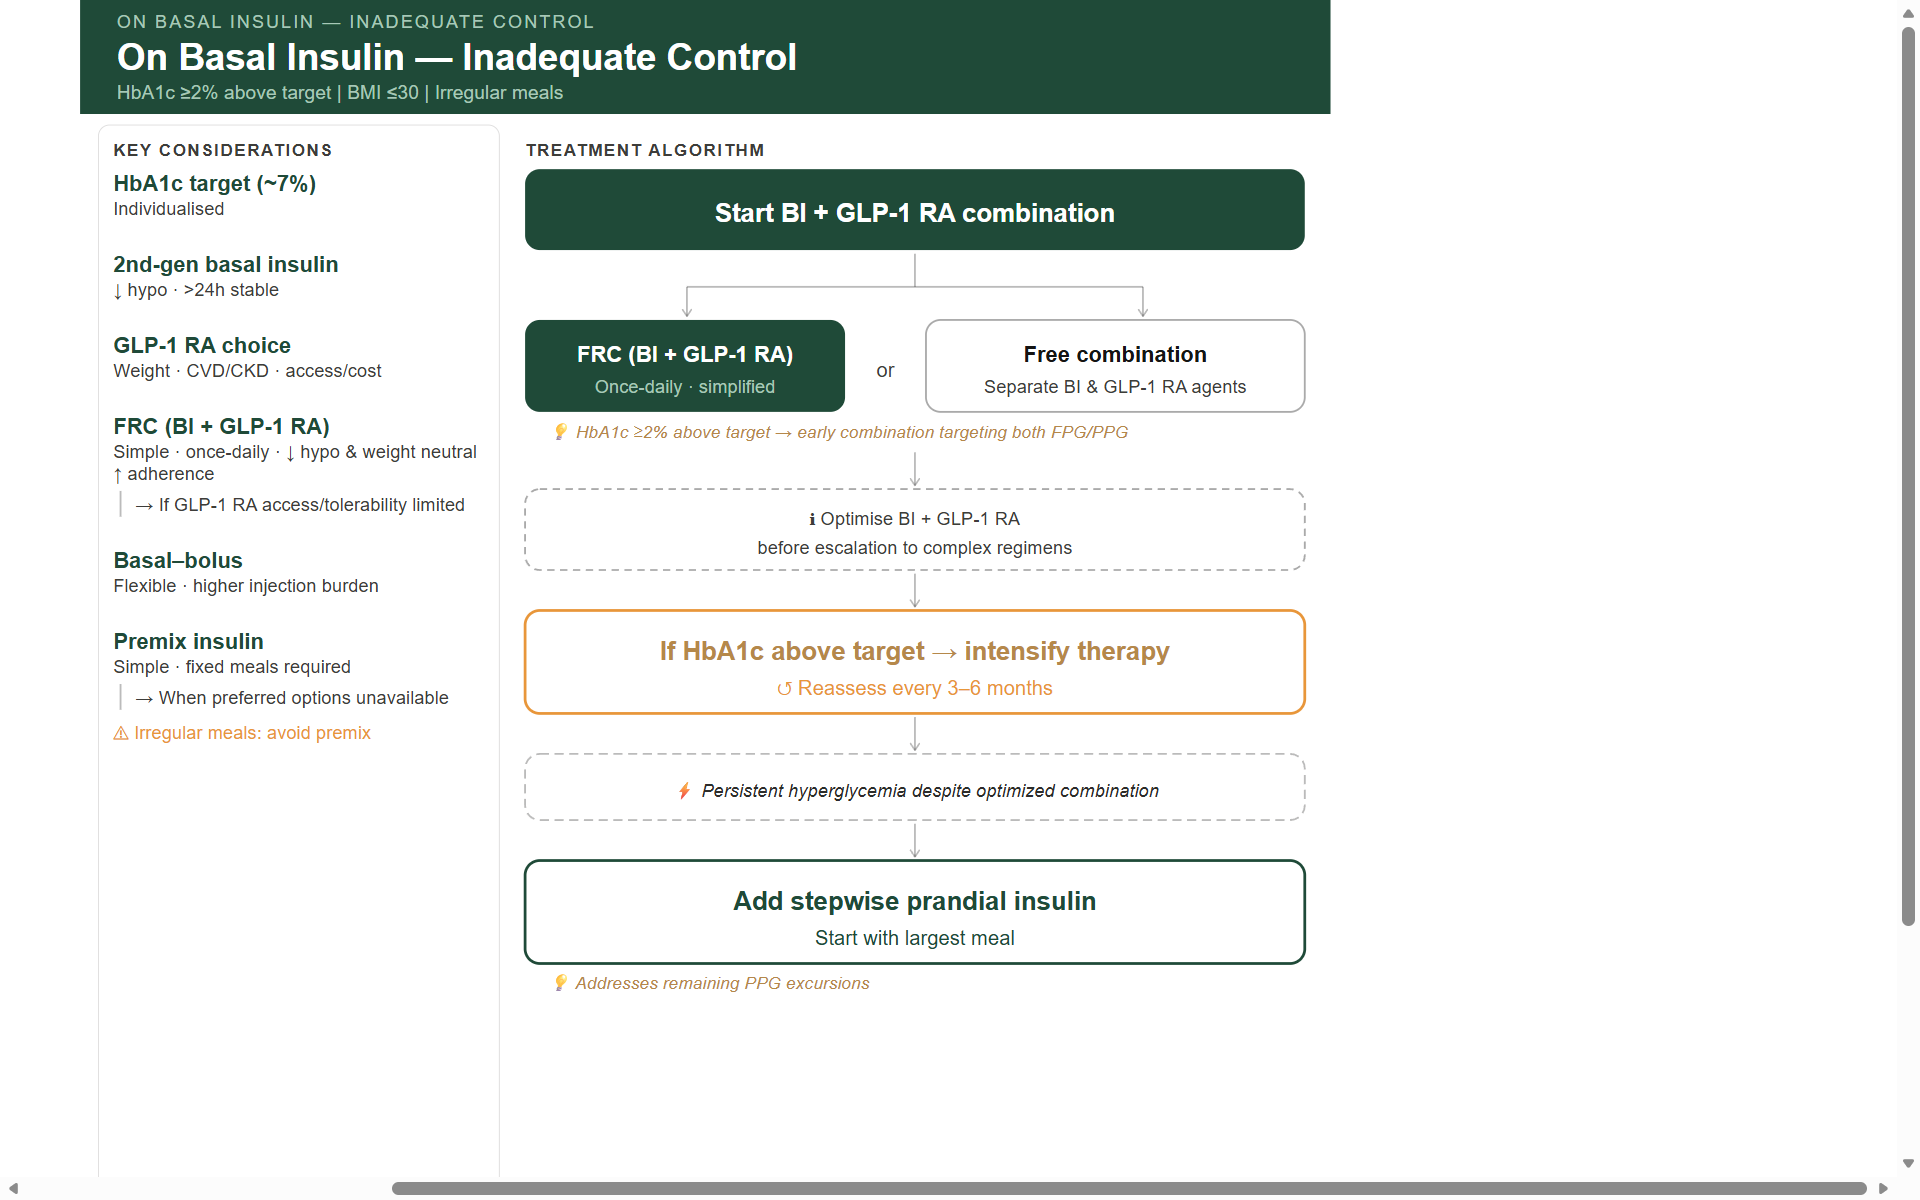 ON BASAL INSULIN — INADEQUATE CONTROL
On Basal Insulin — Inadequate Control
HbA1c ≥2% above target | BMI ≤30 | Irregular meals
KEY CONSIDERATIONS
HbA1c target (~7%)
Individualised
2nd-gen basal insulin
↓ hypo · >24h stable
GLP-1 RA choice
Weight · CVD/CKD · access/cost
FRC (BI + GLP-1 RA)
Simple · once-daily · ↓ hypo & weight neutral
↑ adherence
→ If GLP-1 RA access/tolerability limited
Basal–bolus
Flexible · higher injection burden
Premix insulin
Simple · fixed meals required
→ When preferred options unavailable
⚠ Irregular meals: avoid premix
TREATMENT ALGORITHM
Start BI + GLP-1 RA combination
FRC (BI + GLP-1 RA)
Once-daily · simplified
or
Free combination
Separate BI & GLP-1 RA agents
💡 HbA1c ≥2% above target → early combination targeting both FPG/PPG
ℹ Optimise BI + GLP-1 RA
before escalation to complex regimens
If HbA1c above target → intensify therapy
↺ Reassess every 3–6 months
⚡ Persistent hyperglycemia despite optimized combination
Add stepwise prandial insulin
Start with largest meal
💡 Addresses remaining PPG excursions